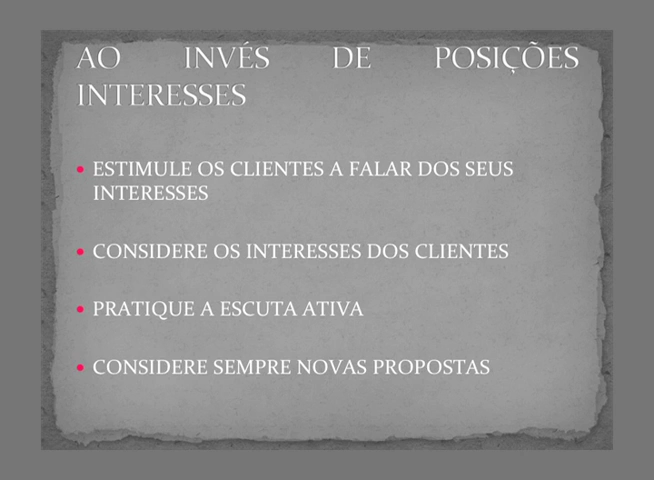 AO INVÉS DE POSIÇÕES
INTERESSES
• ESTIMULE OS CLIENTES A FALAR DOS SEUS
INTERESSES
• CONSIDERE OS INTERESSES DOS CLIENTES
• PRATIQUE A ESCUTA ATIVA
• CONSIDERE SEMPRE NOVAS PROPOSTAS